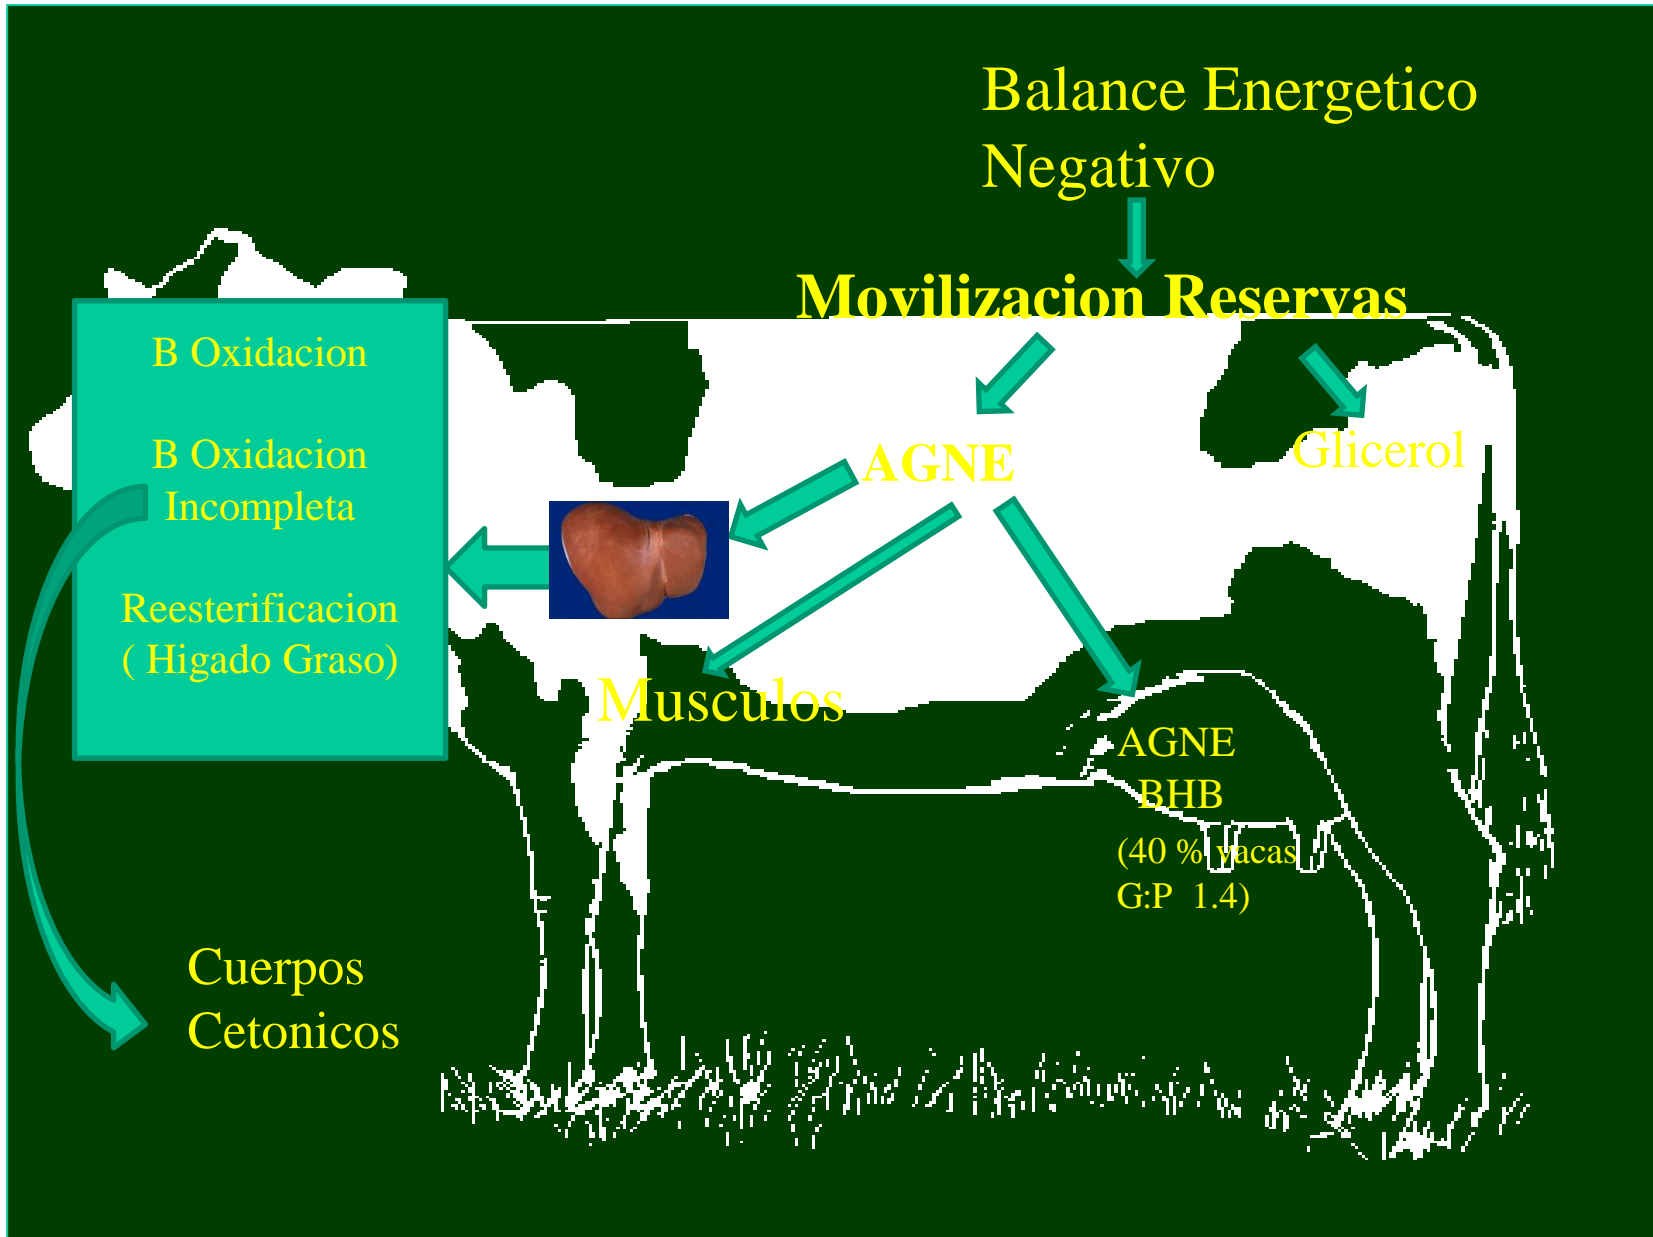 Balance Energetico
Negativo
Movilizacion Reservas
B Oxidacion
B Oxidacion
Incompleta
Reesterificacion
( Higado Graso)
AGNE
Glicerol
Musculos
AGNE
BHB
(40 % vacas
G:P 1.4)
Cuerpos
Cetonicos